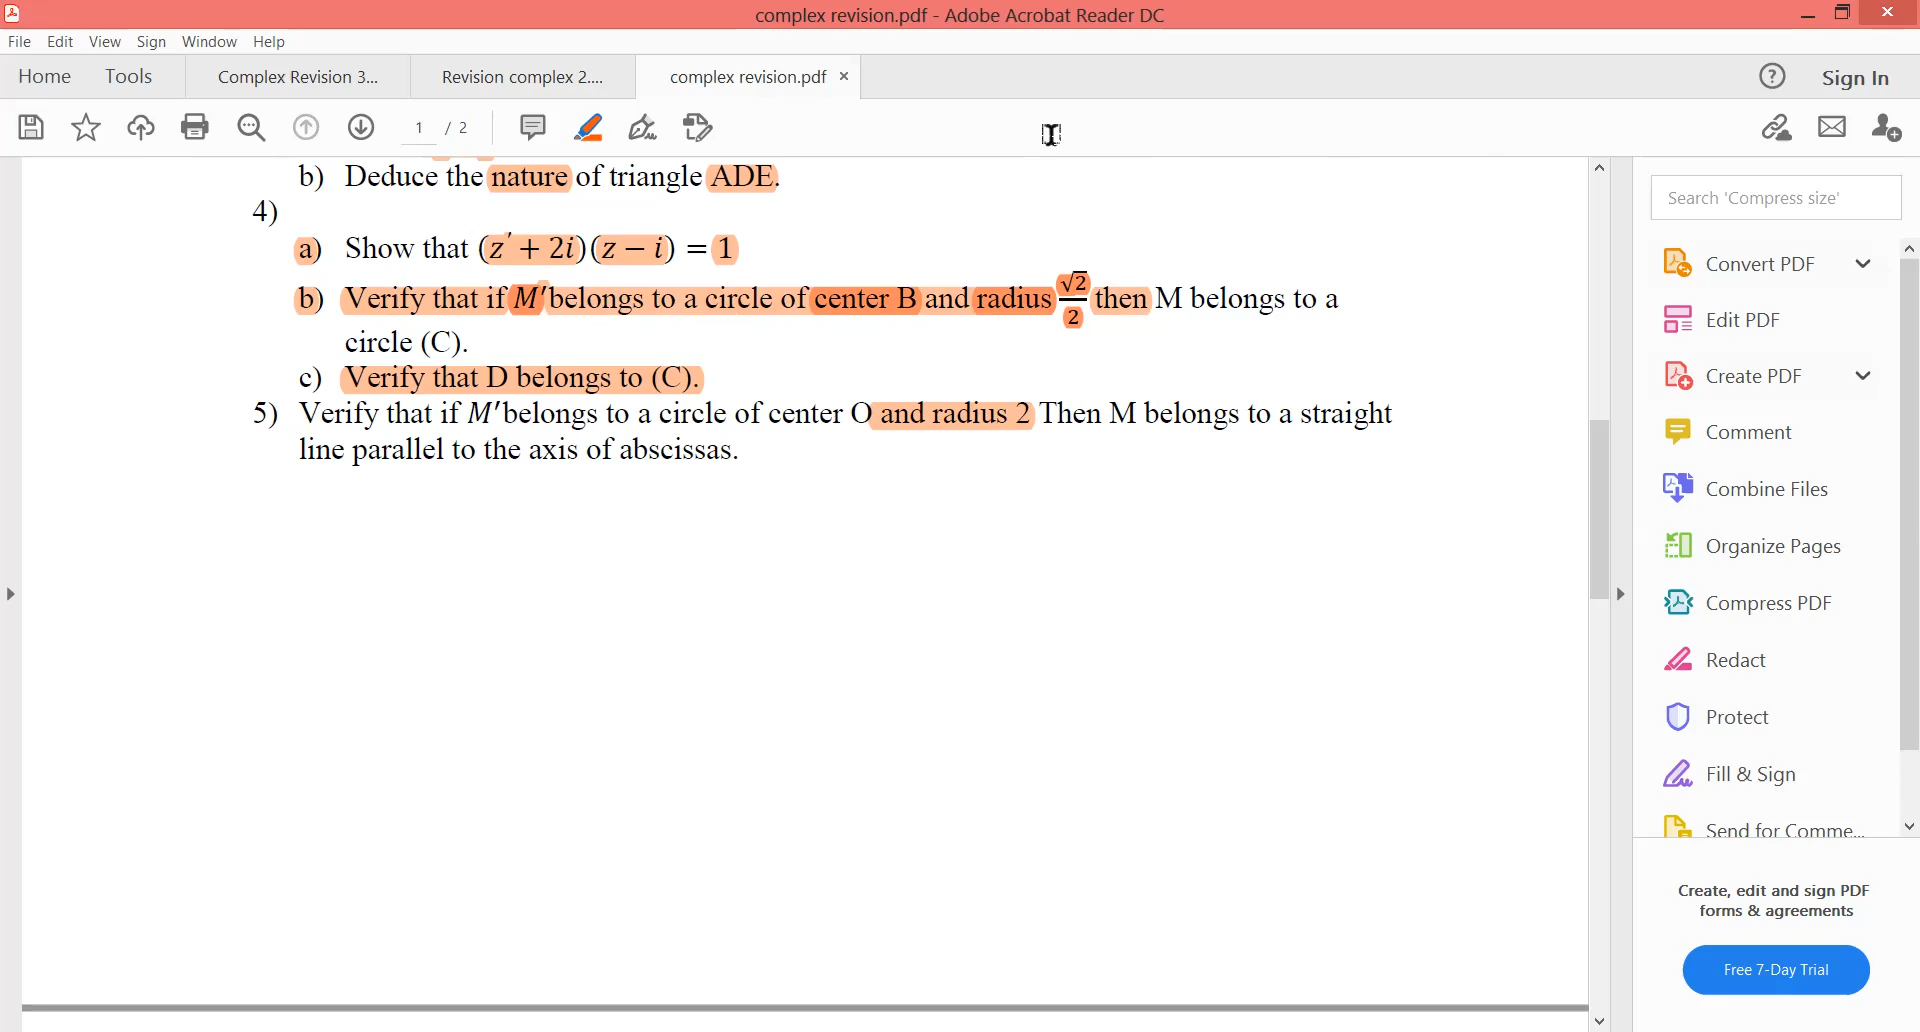 complex revision.pdf - Adobe Acrobat Reader DC
File Edit View Sign Window Help
Home Tools Complex Revision 3... Revision complex 2.... complex revision.pdf × Sign In
1 / 2
b) Deduce the nature of triangle ADE.
4)
a) Show that (z′ + 2i)(z − i) = 1
b) Verify that if M′belongs to a circle of center B and radius √2/2 then M belongs to a
circle (C).
c) Verify that D belongs to (C).
5) Verify that if M′belongs to a circle of center O and radius 2 Then M belongs to a straight
line parallel to the axis of abscissas.
Search 'Compress size'
Convert PDF
Edit PDF
Create PDF
Comment
Combine Files
Organize Pages
Compress PDF
Redact
Protect
Fill & Sign
Send for Comme...
Create, edit and sign PDF
forms & agreements
Free 7-Day Trial